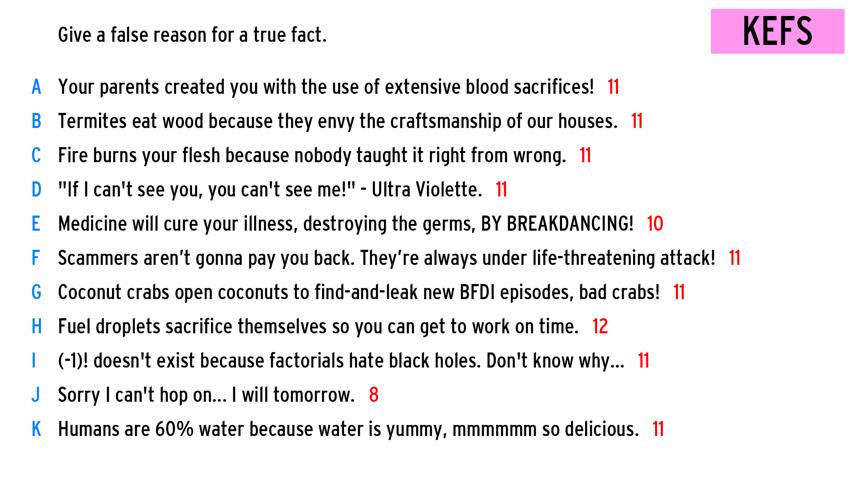 Give a false reason for a true fact.
KEFS
A Your parents created you with the use of extensive blood sacrifices! 11
B Termites eat wood because they envy the craftsmanship of our houses. 11
C Fire burns your flesh because nobody taught it right from wrong. 11
D "If I can't see you, you can't see me!" - Ultra Violette. 11
E Medicine will cure your illness, destroying the germs, BY BREAKDANCING! 10
F Scammers aren’t gonna pay you back. They’re always under life-threatening attack! 11
G Coconut crabs open coconuts to find-and-leak new BFDI episodes, bad crabs! 11
H Fuel droplets sacrifice themselves so you can get to work on time. 12
I (-1)! doesn't exist because factorials hate black holes. Don't know why... 11
J Sorry I can't hop on... I will tomorrow. 8
K Humans are 60% water because water is yummy, mmmmmm so delicious. 11